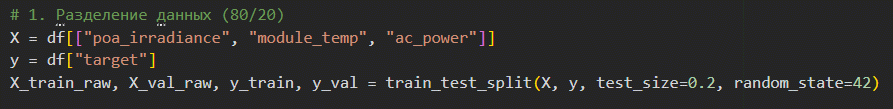 # 1. Разделение данных (80/20)
X = df[["poa_irradiance", "module_temp", "ac_power"]]
y = df["target"]
X_train_raw, X_val_raw, y_train, y_val = train_test_split(X, y, test_size=0.2, random_state=42)